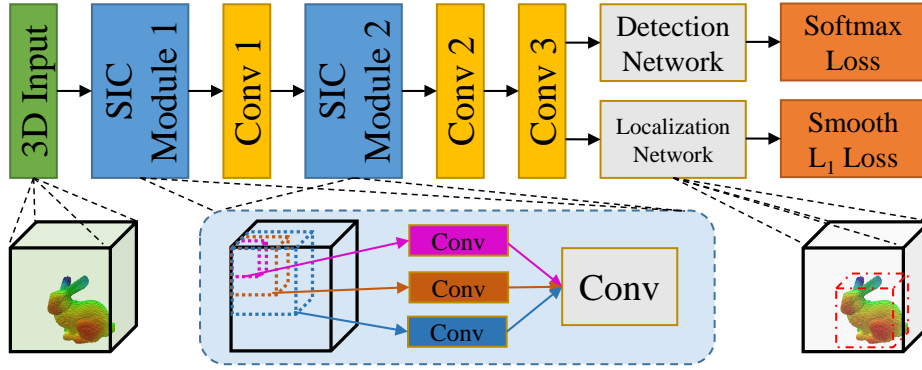 3D Input
SIC
Module 1
Conv 1
SIC
Module 2
Conv 2
Conv 3
Detection
Network
Softmax
Loss
Localization
Network
Smooth
L₁ Loss
Conv
Conv
Conv
Conv